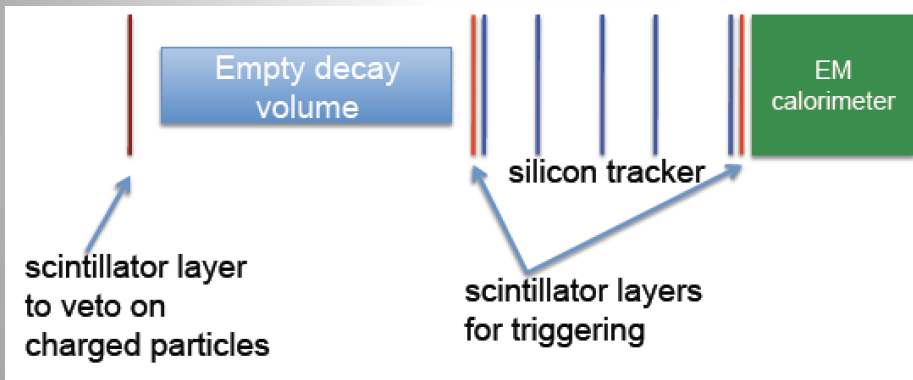 Empty decay
volume
EM
calorimeter
silicon tracker
scintillator layer
to veto on
charged particles
scintillator layers
for triggering